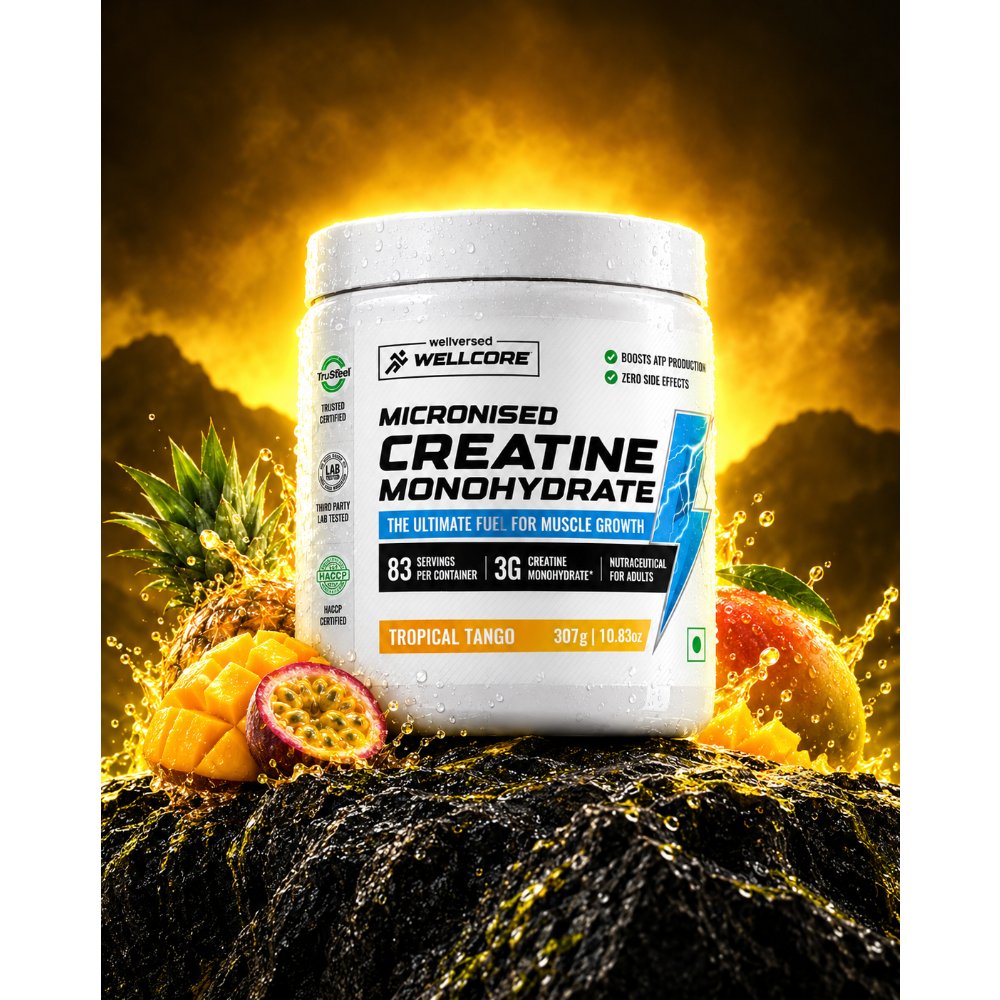 wellversed
WELLCORE
BOOSTS ATP PRODUCTION
ZERO SIDE EFFECTS
TruSteel
TRUSTED
CERTIFIED
MICRONISED
CREATINE
MONOHYDRATE
LAB
TESTED
THIRD PARTY
LAB TESTED
THE ULTIMATE FUEL FOR MUSCLE GROWTH
83 SERVINGS
PER CONTAINER
3G CREATINE
MONOHYDRATE*
NUTRACEUTICAL
FOR ADULTS
HACCP
HACCP
CERTIFIED
TROPICAL TANGO 307g | 10.83oz